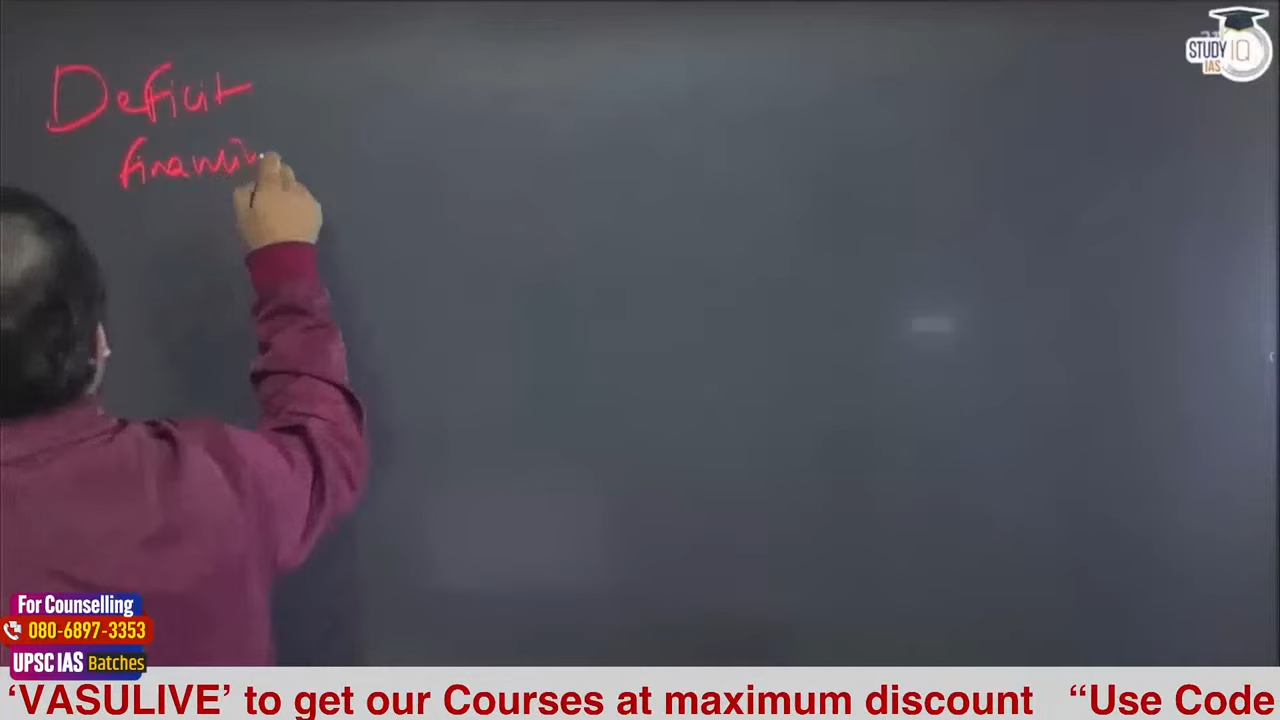 Deficit
STUDY IQ
IAS
For Counselling
080-6897-3353
UPSC IAS Batches
‘VASULIVE’ to get our Courses at maximum discount “Use Code